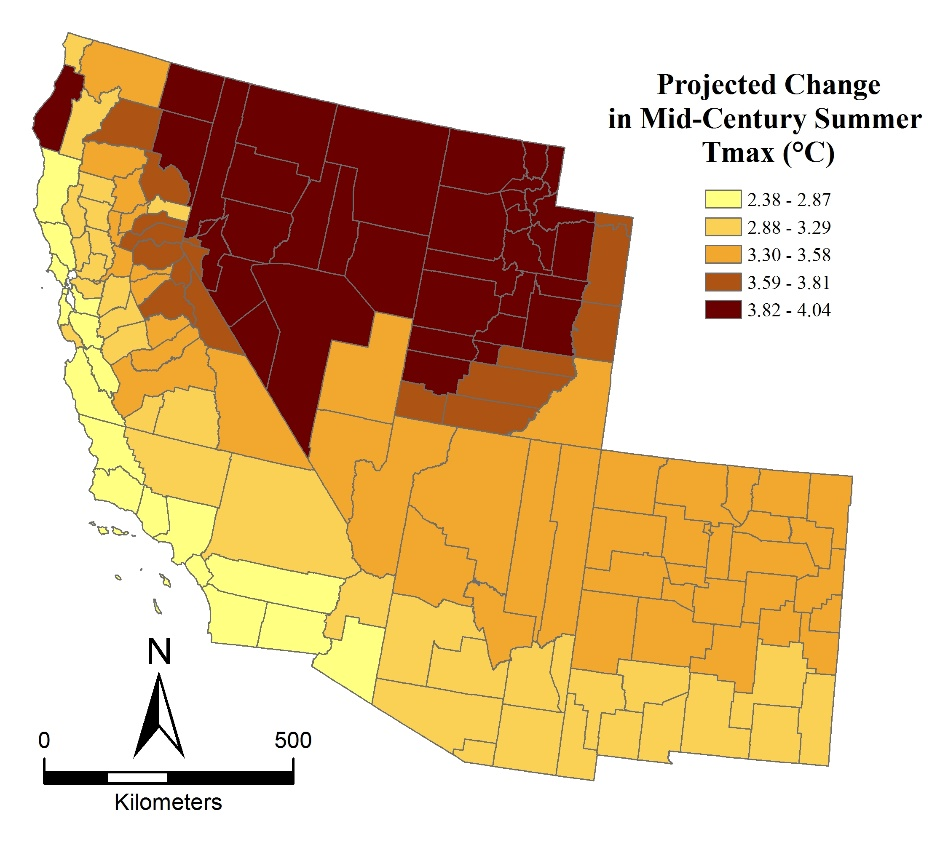 Projected Change
in Mid-Century Summer
Tmax (°C)
2.38 - 2.87
2.88 - 3.29
3.30 - 3.58
3.59 - 3.81
3.82 - 4.04
N
0 500
Kilometers